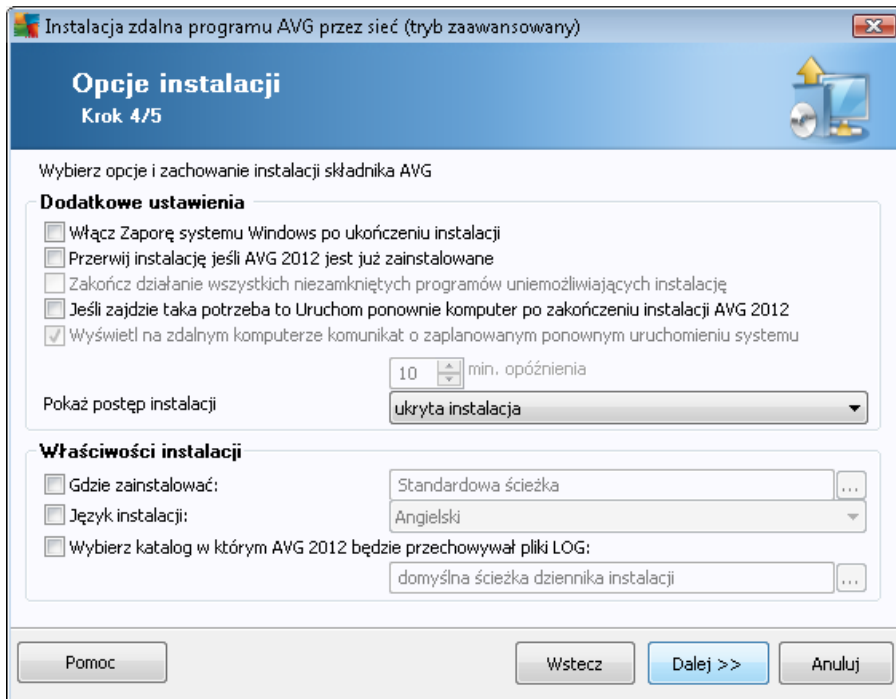 Instalacja zdalna programu AVG przez sieć (tryb zaawansowany)
Opcje instalacji
Krok 4/5
Wybierz opcje i zachowanie instalacji składnika AVG
Dodatkowe ustawienia
Włącz Zaporę systemu Windows po ukończeniu instalacji
Przerwij instalację jeśli AVG 2012 jest już zainstalowane
Zakończ działanie wszystkich niezamkniętych programów uniemożliwiających instalację
Jeśli zajdzie taka potrzeba to Uruchom ponownie komputer po zakończeniu instalacji AVG 2012
Wyświetl na zdalnym komputerze komunikat o zaplanowanym ponownym uruchomieniu systemu
10 min. opóźnienia
Pokaż postęp instalacji ukryta instalacja
Właściwości instalacji
Gdzie zainstalować: Standardowa ścieżka ...
Język instalacji: Angielski
Wybierz katalog w którym AVG 2012 będzie przechowywał pliki LOG:
domyślna ścieżka dziennika instalacji ...
Pomoc Wstecz Dalej >> Anuluj